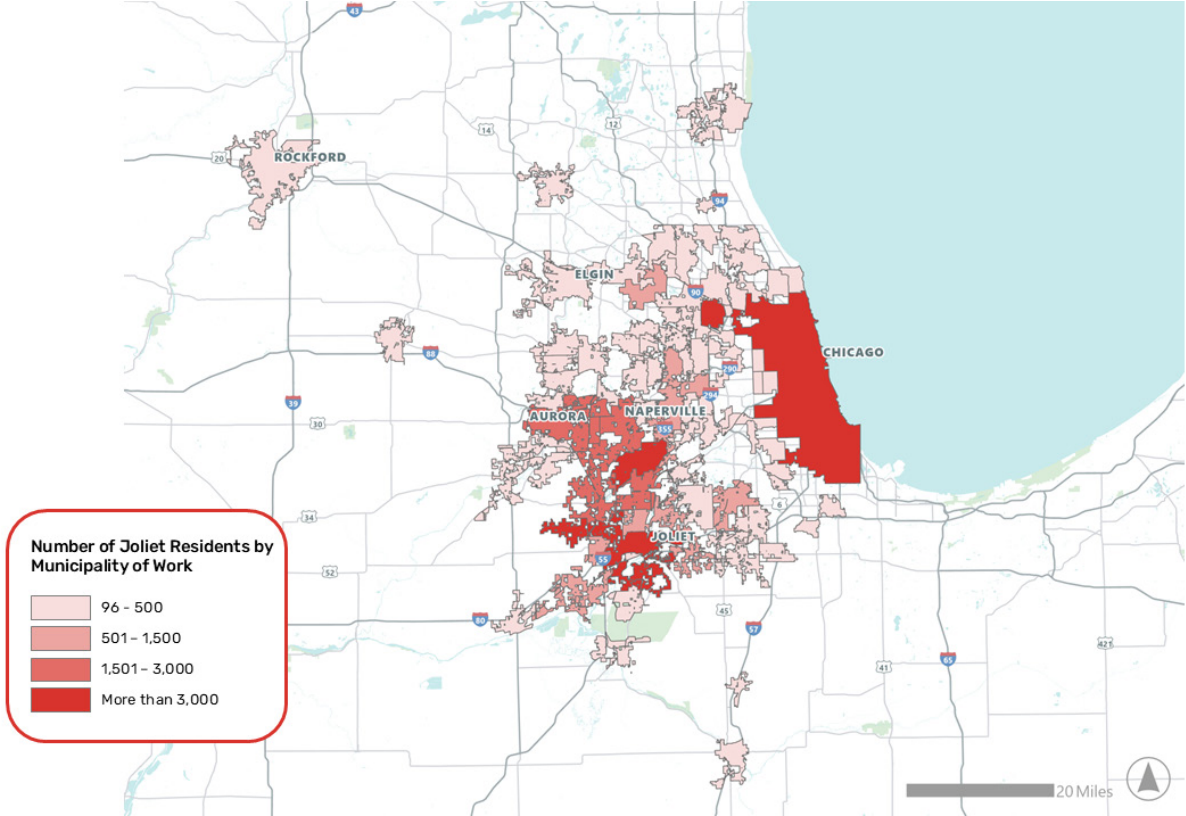 43
14
12
20
ROCKFORD
94
ELGIN
90
CHICAGO
88
290
39
294
30
AURORA
NAPERVILLE
355
34
6
JOLIET
52
55
80
45
57
65
41
421
Number of Joliet Residents by
Municipality of Work
96 - 500
501 - 1,500
1,501 - 3,000
More than 3,000
20 Miles